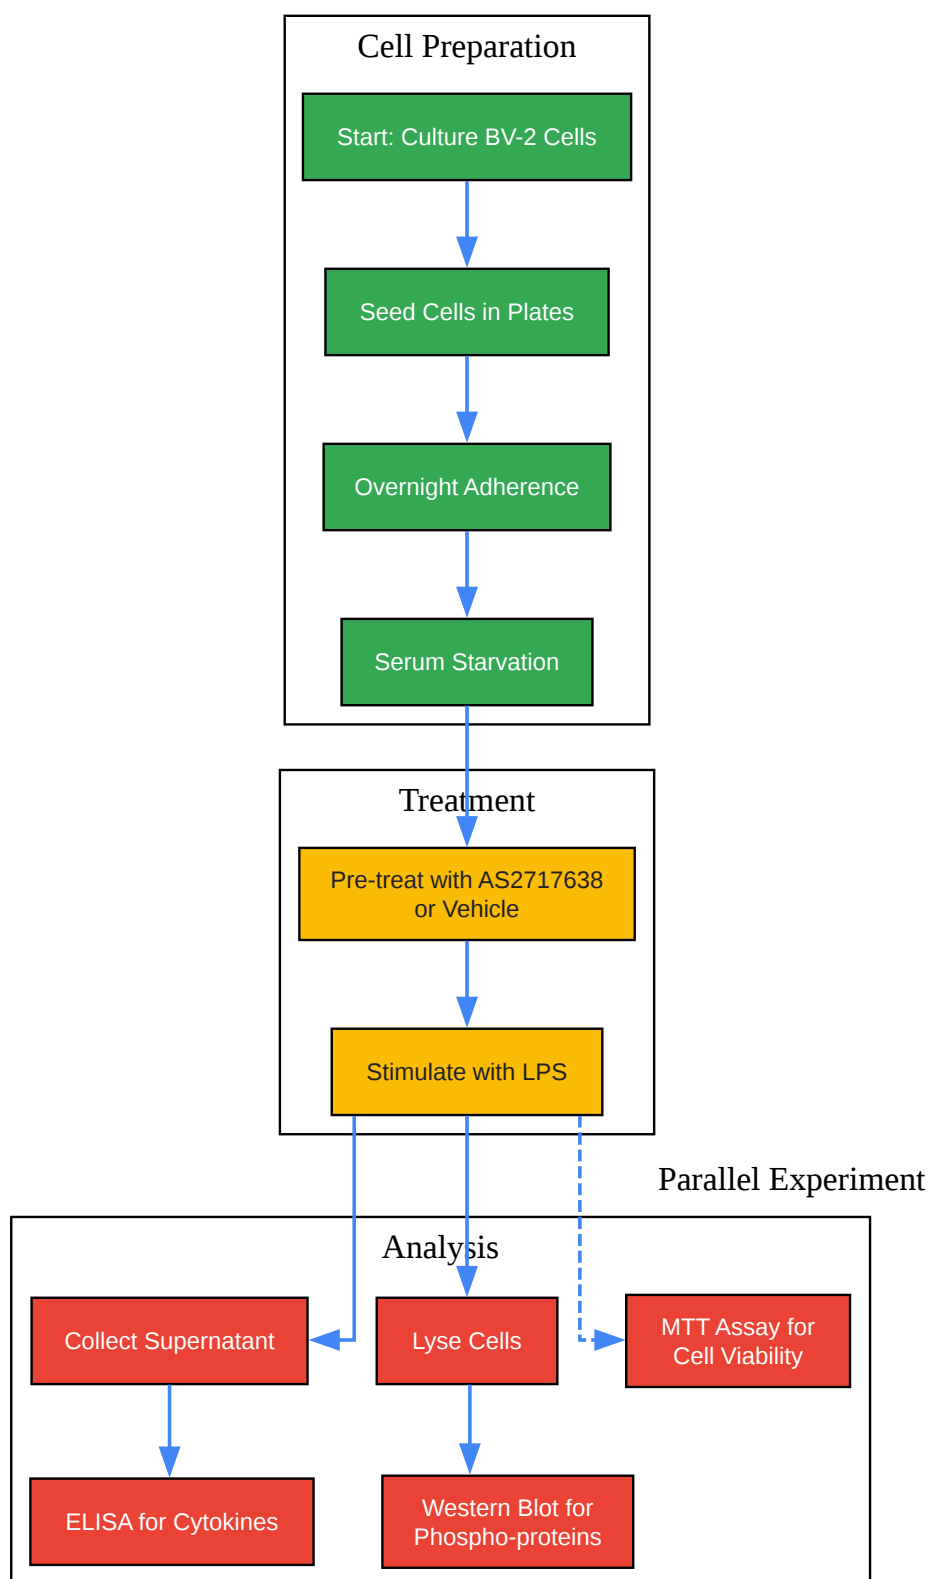 Cell Preparation
Start: Culture BV-2 Cells
Seed Cells in Plates
Overnight Adherence
Serum Starvation
Treatment
Pre-treat with AS2717638
or Vehicle
Stimulate with LPS
Parallel Experiment
Analysis
Collect Supernatant
Lyse Cells
MTT Assay for
Cell Viability
ELISA for Cytokines
Western Blot for
Phospho-proteins